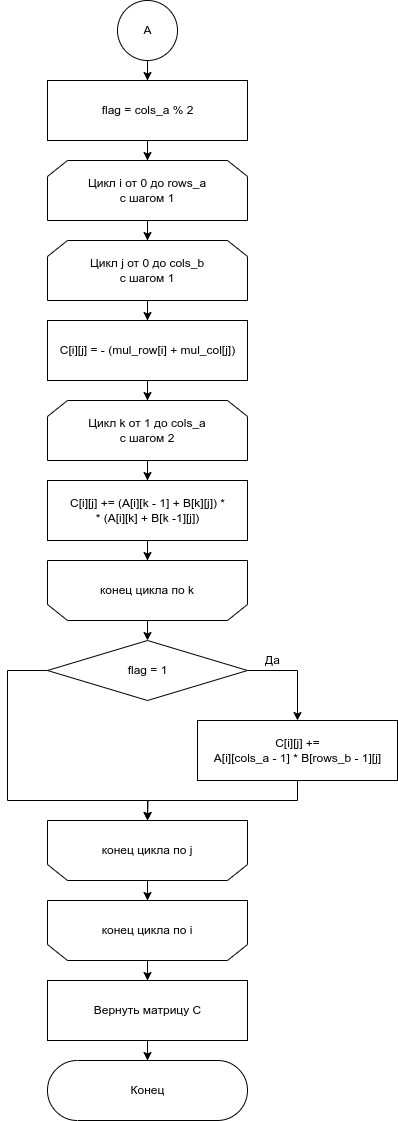 A
flag = cols_a % 2
Цикл i от 0 до rows_a
с шагом 1
Цикл j от 0 до cols_b
с шагом 1
C[i][j] = - (mul_row[i] + mul_col[j])
Цикл k от 1 до cols_a
с шагом 2
C[i][j] += (A[i][k - 1] + B[k][j]) *
* (A[i][k] + B[k -1][j])
конец цикла по k
flag = 1
Да
C[i][j] +=
A[i][cols_a - 1] * B[rows_b - 1][j]
конец цикла по j
конец цикла по i
Вернуть матрицу C
Конец